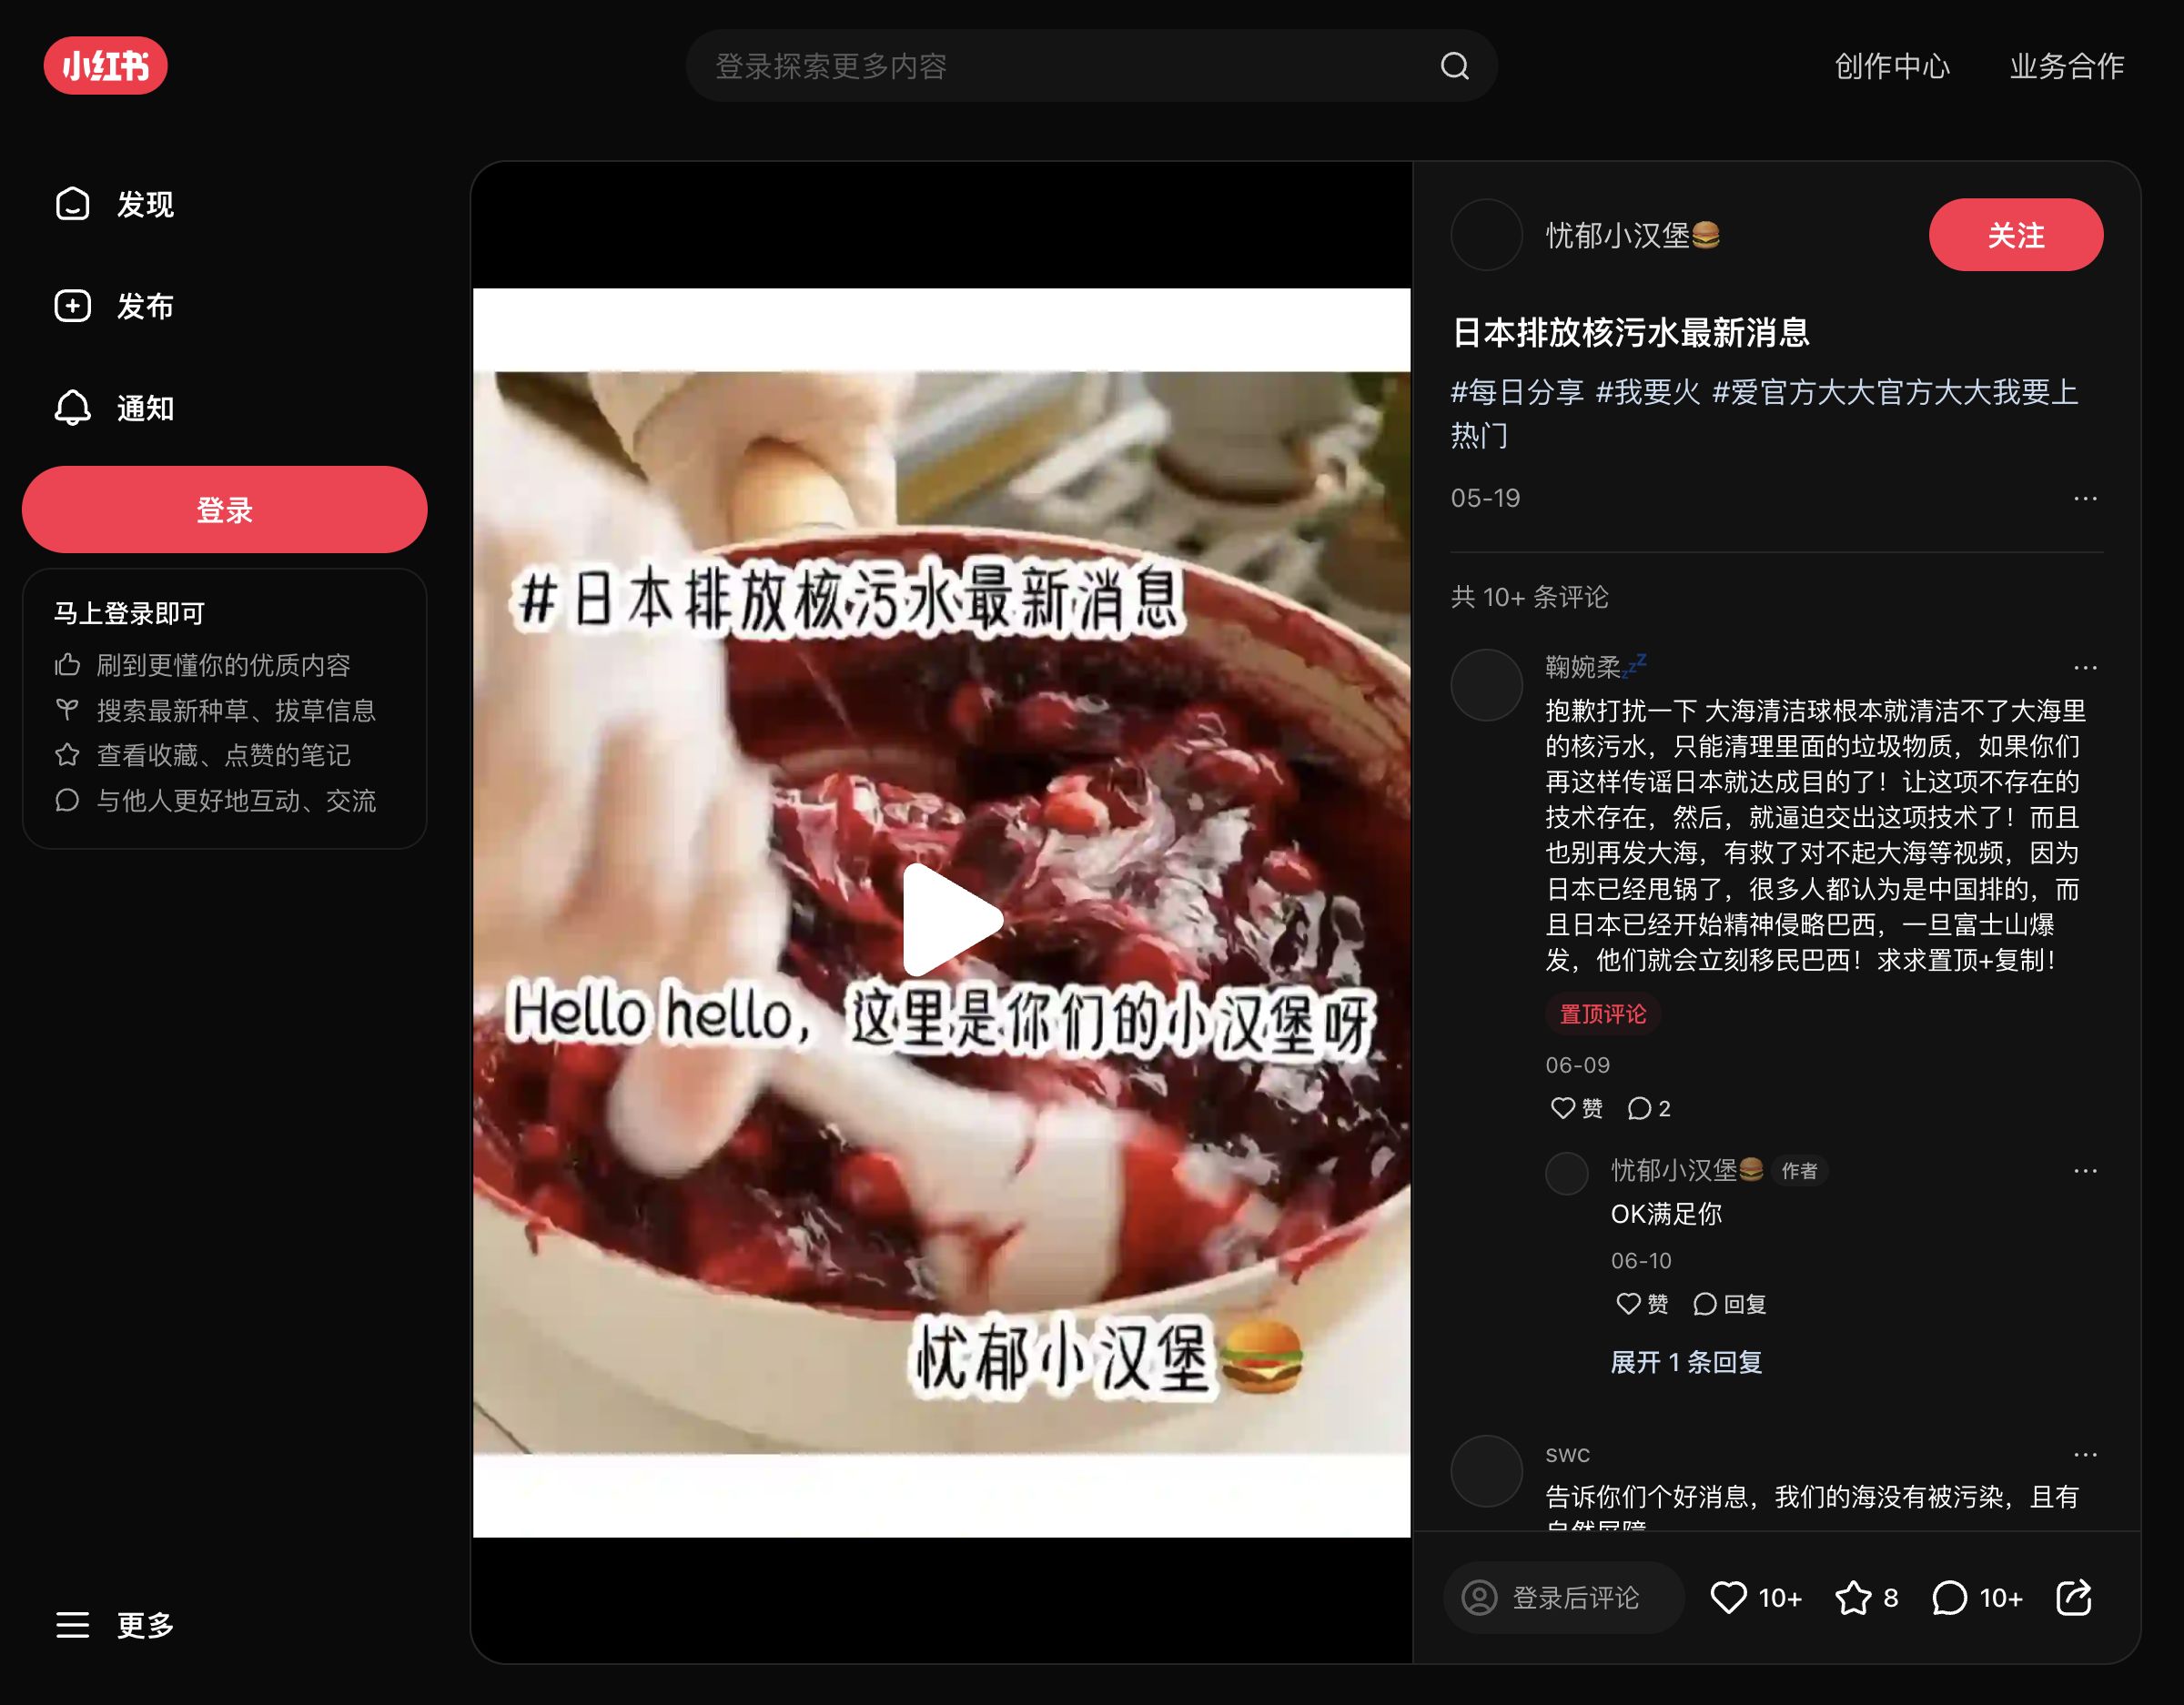 小红书
登录探索更多内容
创作中心
业务合作
发现
发布
通知
登录
马上登录即可
刷到更懂你的优质内容
搜索最新种草、拔草信息
查看收藏、点赞的笔记
与他人更好地互动、交流
更多
#日本排放核污水最新消息
Hello hello，这里是你们的小汉堡呀
忧郁小汉堡🍔
忧郁小汉堡🍔
关注
日本排放核污水最新消息
#每日分享 #我要火 #爱官方大大官方大大我要上
热门
05-19
共 10+ 条评论
鞠婉柔💤
抱歉打扰一下 大海清洁球根本就清洁不了大海里
的核污水，只能清理里面的垃圾物质，如果你们
再这样传谣日本就达成目的了！让这项不存在的
技术存在，然后，就逼迫交出这项技术了！而且
也别再发大海，有救了对不起大海等视频，因为
日本已经甩锅了，很多人都认为是中国排的，而
且日本已经开始精神侵略巴西，一旦富士山爆
发，他们就会立刻移民巴西！求求置顶+复制！
置顶评论
06-09
赞 2
忧郁小汉堡🍔 作者
OK满足你
06-10
赞 回复
展开 1 条回复
swc
告诉你们个好消息，我们的海没有被污染，且有
自然屏障
登录后评论
10+ 8 10+